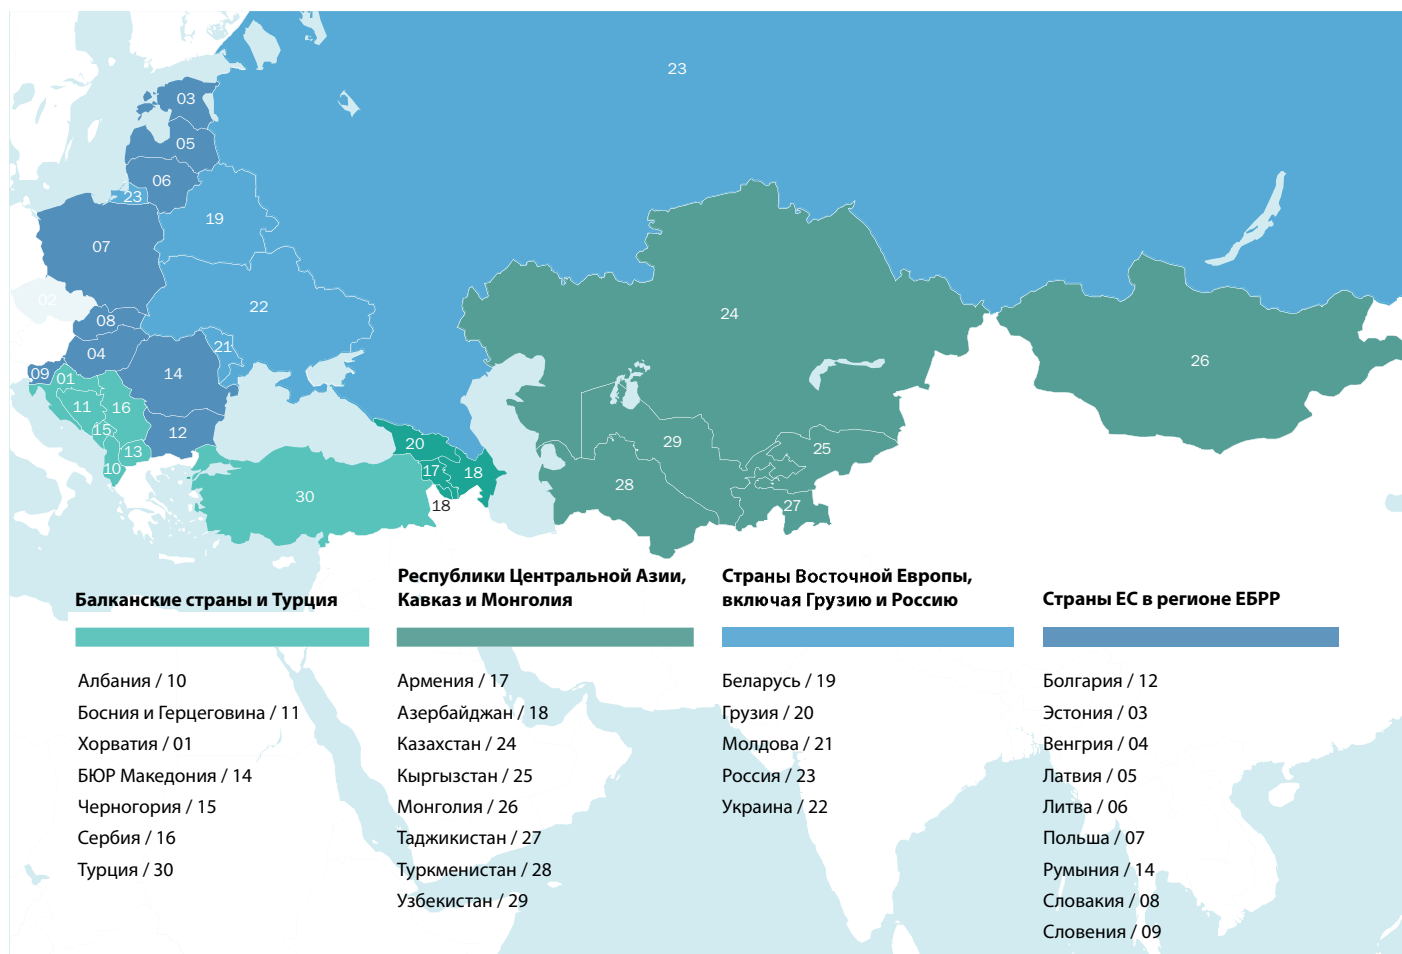 23
03
05
06
23
19
07
02
22
24
08
21
04
26
14
09
01
11
16
12
15
29
20
25
13
10
17
18
28
30
27
18
Балканские страны и Турция
Албания / 10
Босния и Герцеговина / 11
Хорватия / 01
БЮР Македония / 14
Черногория / 15
Сербия / 16
Турция / 30
Республики Центральной Азии,
Кавказ и Монголия
Армения / 17
Азербайджан / 18
Казахстан / 24
Кыргызстан / 25
Монголия / 26
Таджикистан / 27
Туркменистан / 28
Узбекистан / 29
Страны Восточной Европы,
включая Грузию и Россию
Беларусь / 19
Грузия / 20
Молдова / 21
Россия / 23
Украина / 22
Страны ЕС в регионе ЕБРР
Болгария / 12
Эстония / 03
Венгрия / 04
Латвия / 05
Литва / 06
Польша / 07
Румыния / 14
Словакия / 08
Словения / 09